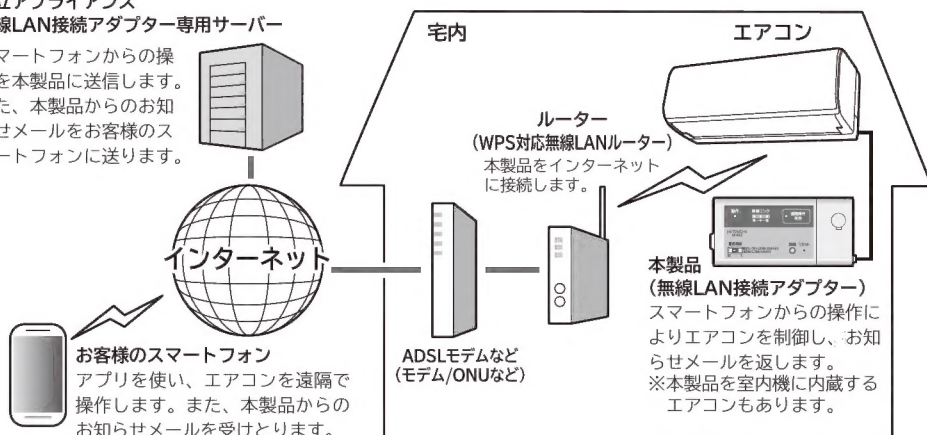 立アプライアンス
線LAN接続アダプター専用サーバー
マートフォンからの操
を本製品に送信します。
た、本製品からのお知
せメールをお客様のス
ートフォンに送ります。
インターネット
お客様のスマートフォン
アプリを使い、エアコンを遠隔で
操作します。また、本製品からの
お知らせメールを受けとります。
宅内
エアコン
ルーター
(WPS対応無線LANルーター)
本製品をインターネット
に接続します。
ADSLモデムなど
(モデム/ONUなど)
本製品
(無線LAN接続アダプター)
スマートフォンからの操作に
よりエアコンを制御し、お知
らせメールを返します。
※本製品を室内機に内蔵する
エアコンもあります。